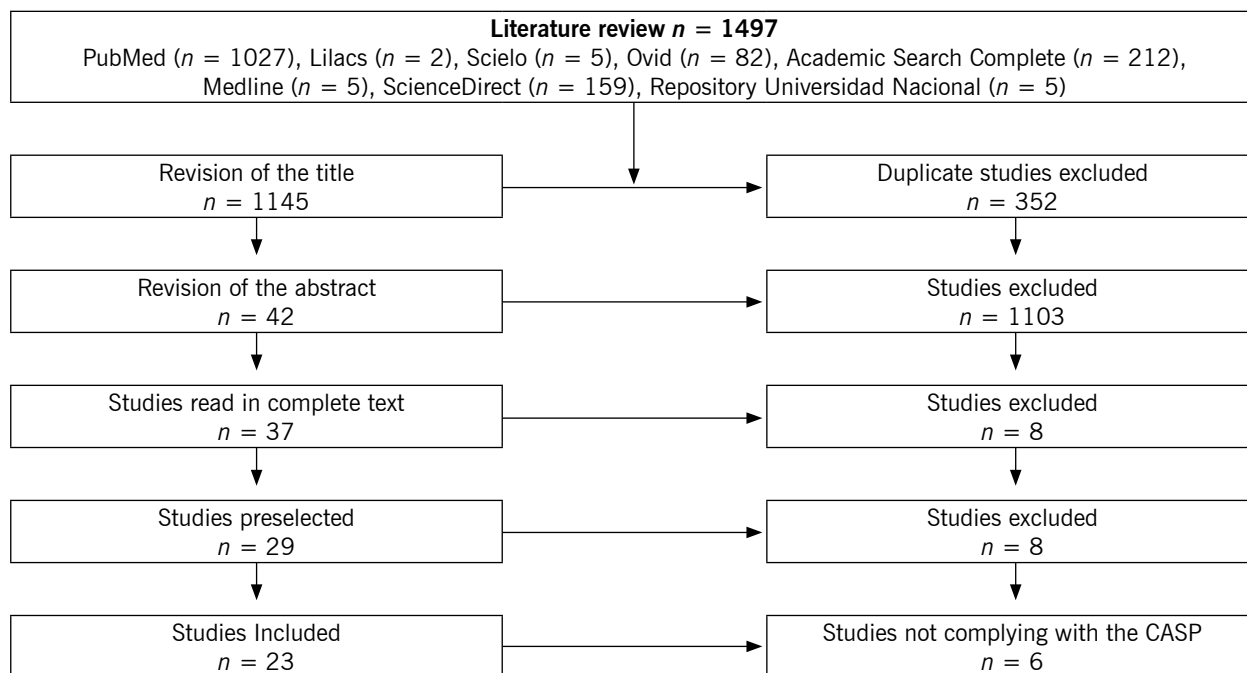 Literature review n = 1497
PubMed (n = 1027), Lilacs (n = 2), Scielo (n = 5), Ovid (n = 82), Academic Search Complete (n = 212),
Medline (n = 5), ScienceDirect (n = 159), Repository Universidad Nacional (n = 5)
Revision of the title
n = 1145
Duplicate studies excluded
n = 352
Revision of the abstract
n = 42
Studies excluded
n = 1103
Studies read in complete text
n = 37
Studies excluded
n = 8
Studies preselected
n = 29
Studies excluded
n = 8
Studies Included
n = 23
Studies not complying with the CASP
n = 6